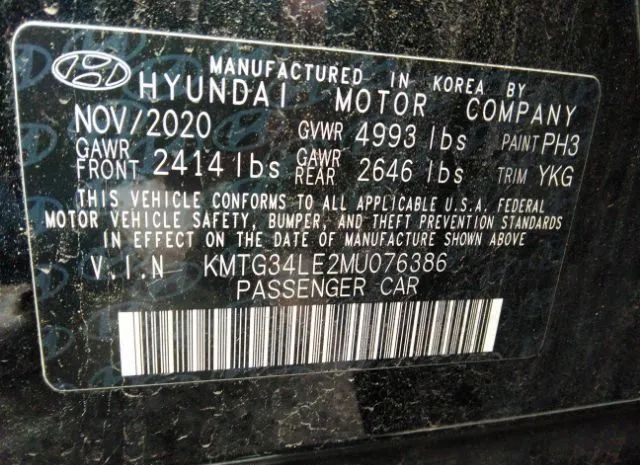 MANUFACTURED IN KOREA BY
HYUNDAI MOTOR COMPANY
NOV/2020 GVWR 4993 lbs PAINT PH3
GAWR FRONT 2414 lbs GAWR REAR 2646 lbs TRIM YKG
THIS VEHICLE CONFORMS TO ALL APPLICABLE U.S.A. FEDERAL
MOTOR VEHICLE SAFETY, BUMPER, AND THEFT PREVENTION STANDARDS
IN EFFECT ON THE DATE OF MANUFACTURE SHOWN ABOVE
V.I.N KMTG34LE2MU076386
PASSENGER CAR